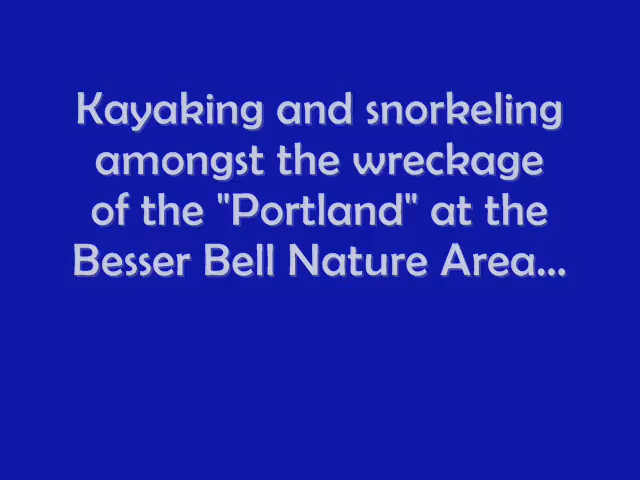 Kayaking and snorkeling
amongst the wreckage
of the "Portland" at the
Besser Bell Nature Area...